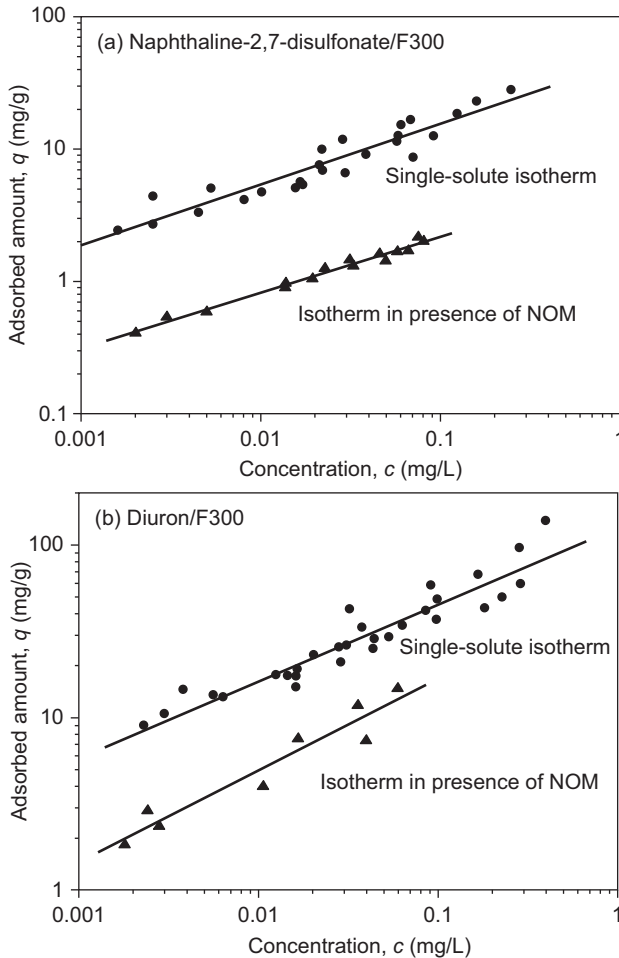 100
(a) Naphthaline-2,7-disulfonate/F300
10
Single-solute isotherm
1
Isotherm in presence of NOM
0.1
Adsorbed amount, q (mg/g)
0.001
0.01
0.1
1
Concentration, c (mg/L)
(b) Diuron/F300
100
Single-solute isotherm
10
Isotherm in presence of NOM
1
Adsorbed amount, q (mg/g)
0.001
0.01
0.1
1
Concentration, c (mg/L)